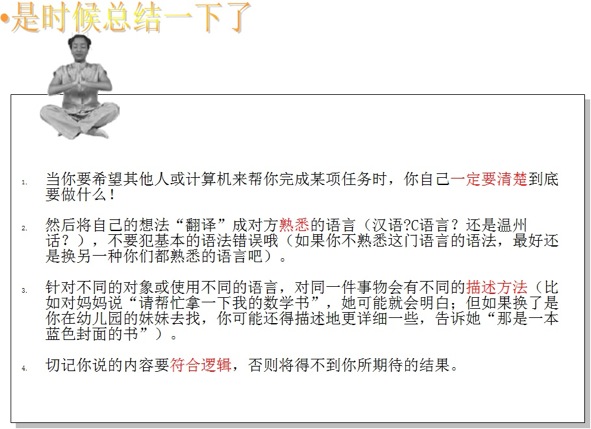 •是时候总结一下了
1. 当你要希望其他人或计算机来帮你完成某项任务时，你自己一定要清楚到底
要做什么！
2. 然后将自己的想法“翻译”成对方熟悉的语言（汉语?C语言？还是温州
话？），不要犯基本的语法错误哦（如果你不熟悉这门语言的语法，最好还
是换另一种你们都熟悉的语言吧）。
3. 针对不同的对象或使用不同的语言，对同一件事物会有不同的描述方法（比
如对妈妈说“请帮忙拿一下我的数学书”，她可能就会明白；但如果换了是
你在幼儿园的妹妹去找，你可能还得描述地更详细一些，告诉她“那是一本
蓝色封面的书”）。
4. 切记你说的内容要符合逻辑，否则将得不到你所期待的结果。